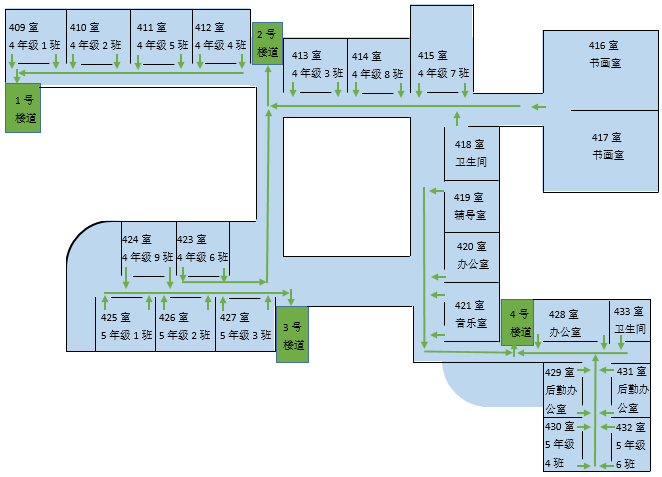 409 室
4 年级 1 班
410 室
4 年级 2 班
411 室
4 年级 5 班
412 室
4 年级 4 班
2 号
楼道
413 室
4 年级 3 班
414 室
4 年级 8 班
415 室
4 年级 7 班
416 室
书画室
1 号
楼道
417 室
书画室
418 室
卫生间
419 室
辅导室
420 室
办公室
421 室
音乐室
424 室
4 年级 9 班
423 室
4 年级 6 班
425 室
5 年级 1 班
426 室
5 年级 2 班
427 室
5 年级 3 班
3 号
楼道
4 号
楼道
428 室
办公室
433 室
卫生间
429 室
后勤办
公室
431 室
后勤办
公室
430 室
5 年级
4 班
432 室
5 年级
6 班